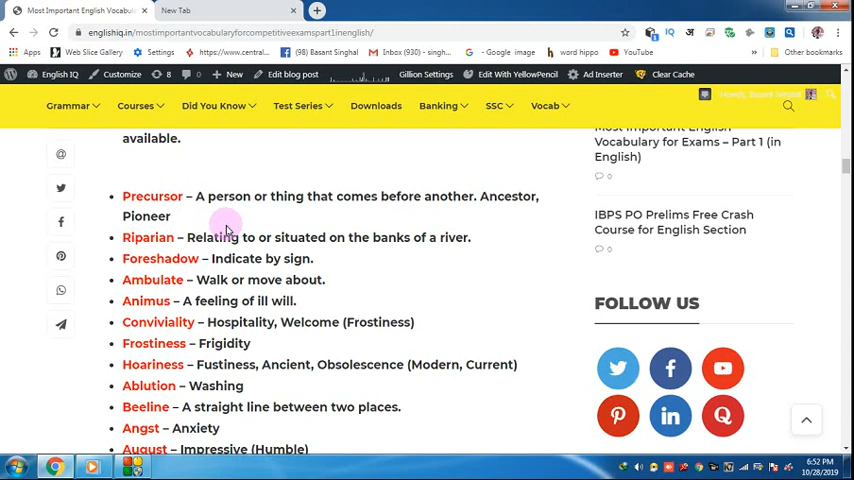 Most Important English Vocabula
New Tab
englishiq.in/mostimportantvocabularyforcompetitiveexamspart1inenglish/
Apps
Web Slice Gallery
Settings
https://www.central...
(98) Basant Singhal
Inbox (930) - singh...
Google image
word hippo
YouTube
Other bookmarks
English IQ
Customize
8
New
Edit blog post
Gillion Settings
Edit With YellowPencil
Ad Inserter
Clear Cache
Grammar
Courses
Did You Know
Test Series
Downloads
Banking
SSC
Vocab
available.
Precursor – A person or thing that comes before another. Ancestor,
Pioneer
Riparian – Relating to or situated on the banks of a river.
Foreshadow – Indicate by sign.
Ambulate – Walk or move about.
Animus – A feeling of ill will.
Conviviality – Hospitality, Welcome (Frostiness)
Frostiness – Frigidity
Hoariness – Fustiness, Ancient, Obsolescence (Modern, Current)
Ablution – Washing
Beeline – A straight line between two places.
Angst – Anxiety
August – Impressive (Humble)
Most Important English
Vocabulary for Exams – Part 1 (in
English)
0
IBPS PO Prelims Free Crash
Course for English Section
0
FOLLOW US
6:52 PM
10/28/2019